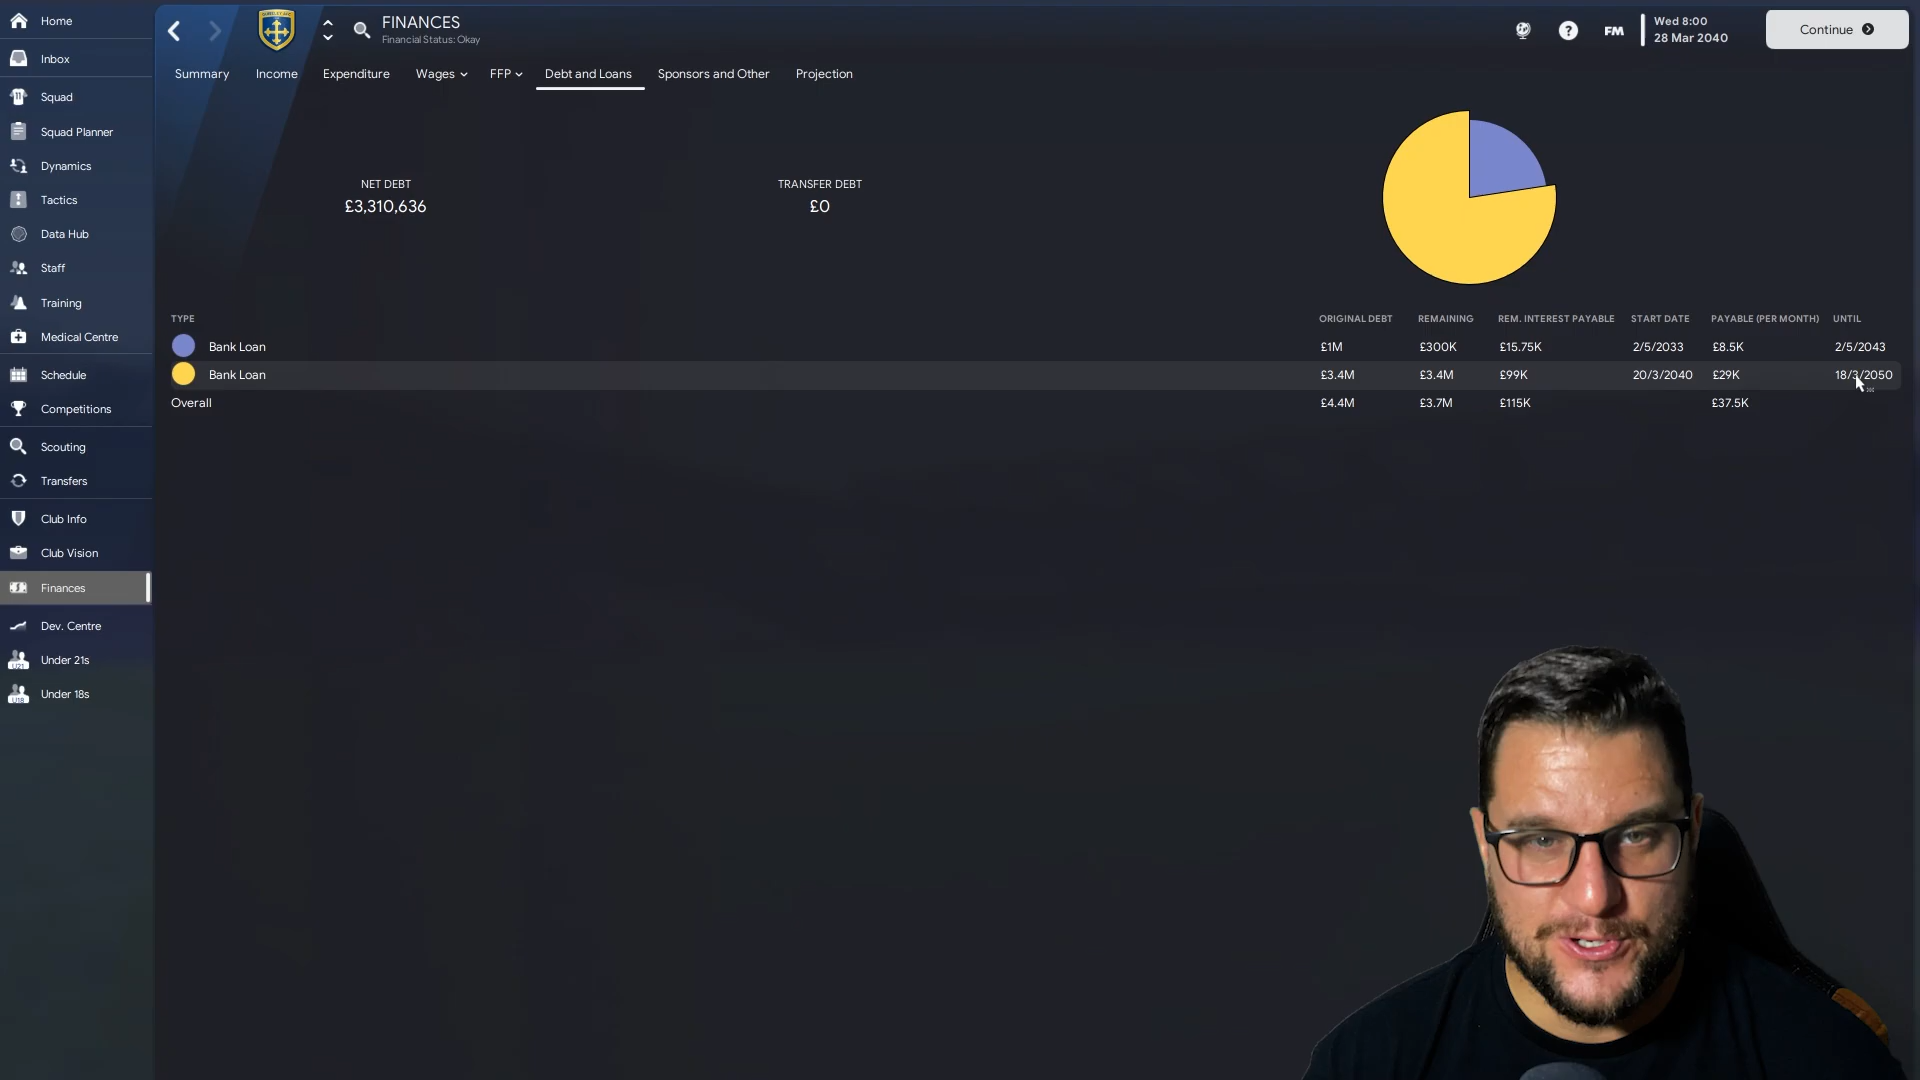 Home
Inbox
Squad
Squad Planner
Dynamics
Tactics
Data Hub
Staff
Training
Medical Centre
Schedule
Competitions
Scouting
Transfers
Club Info
Club Vision
Finances
Dev. Centre
Under 21s
Under 18s
FINANCES
Financial Status: Okay
FM
Wed 8:00
28 Mar 2040
Continue
Summary Income Expenditure Wages FFP Debt and Loans Sponsors and Other Projection
NET DEBT
£3,310,636
TRANSFER DEBT
£0
TYPE ORIGINAL DEBT REMAINING REM. INTEREST PAYABLE START DATE PAYABLE (PER MONTH) UNTIL
Bank Loan £1M £300K £15.75K 2/5/2033 £8.5K 2/5/2043
Bank Loan £3.4M £3.4M £99K 20/3/2040 £29K 18/3/2050
Overall £4.4M £3.7M £115K £37.5K